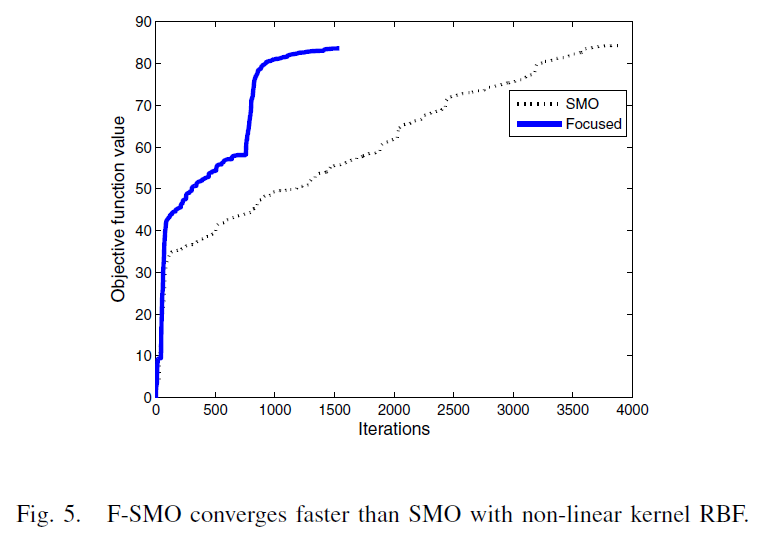 90
80
70
60
50
40
30
20
10
0
Objective function value
SMO
Focused
0 500 1000 1500 2000 2500 3000 3500 4000
Iterations
Fig. 5. F-SMO converges faster than SMO with non-linear kernel RBF.